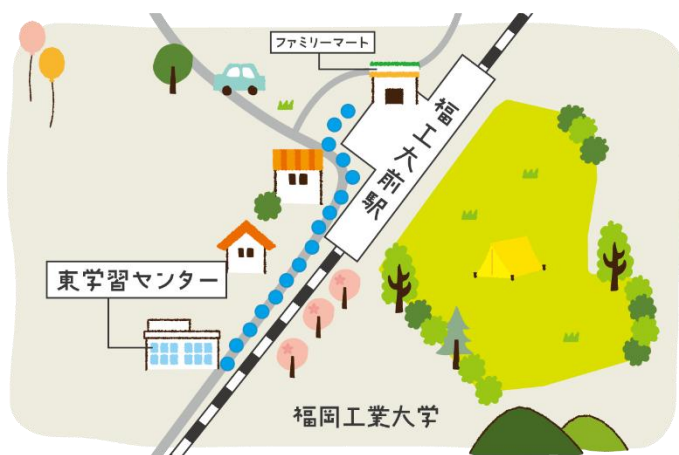 ファミリーマート
福工大前駅
東学習センター
福岡工業大学